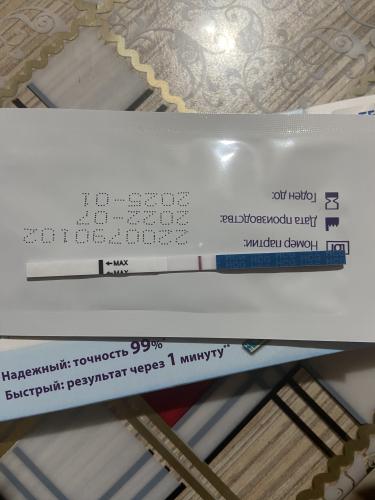 Годен до: 2025-01
Дата производства: 2022-07
Номер партии: 2200790102
←MAX
←MAX
Надежный: точность 99%*
Быстрый: результат через 1 минуту**